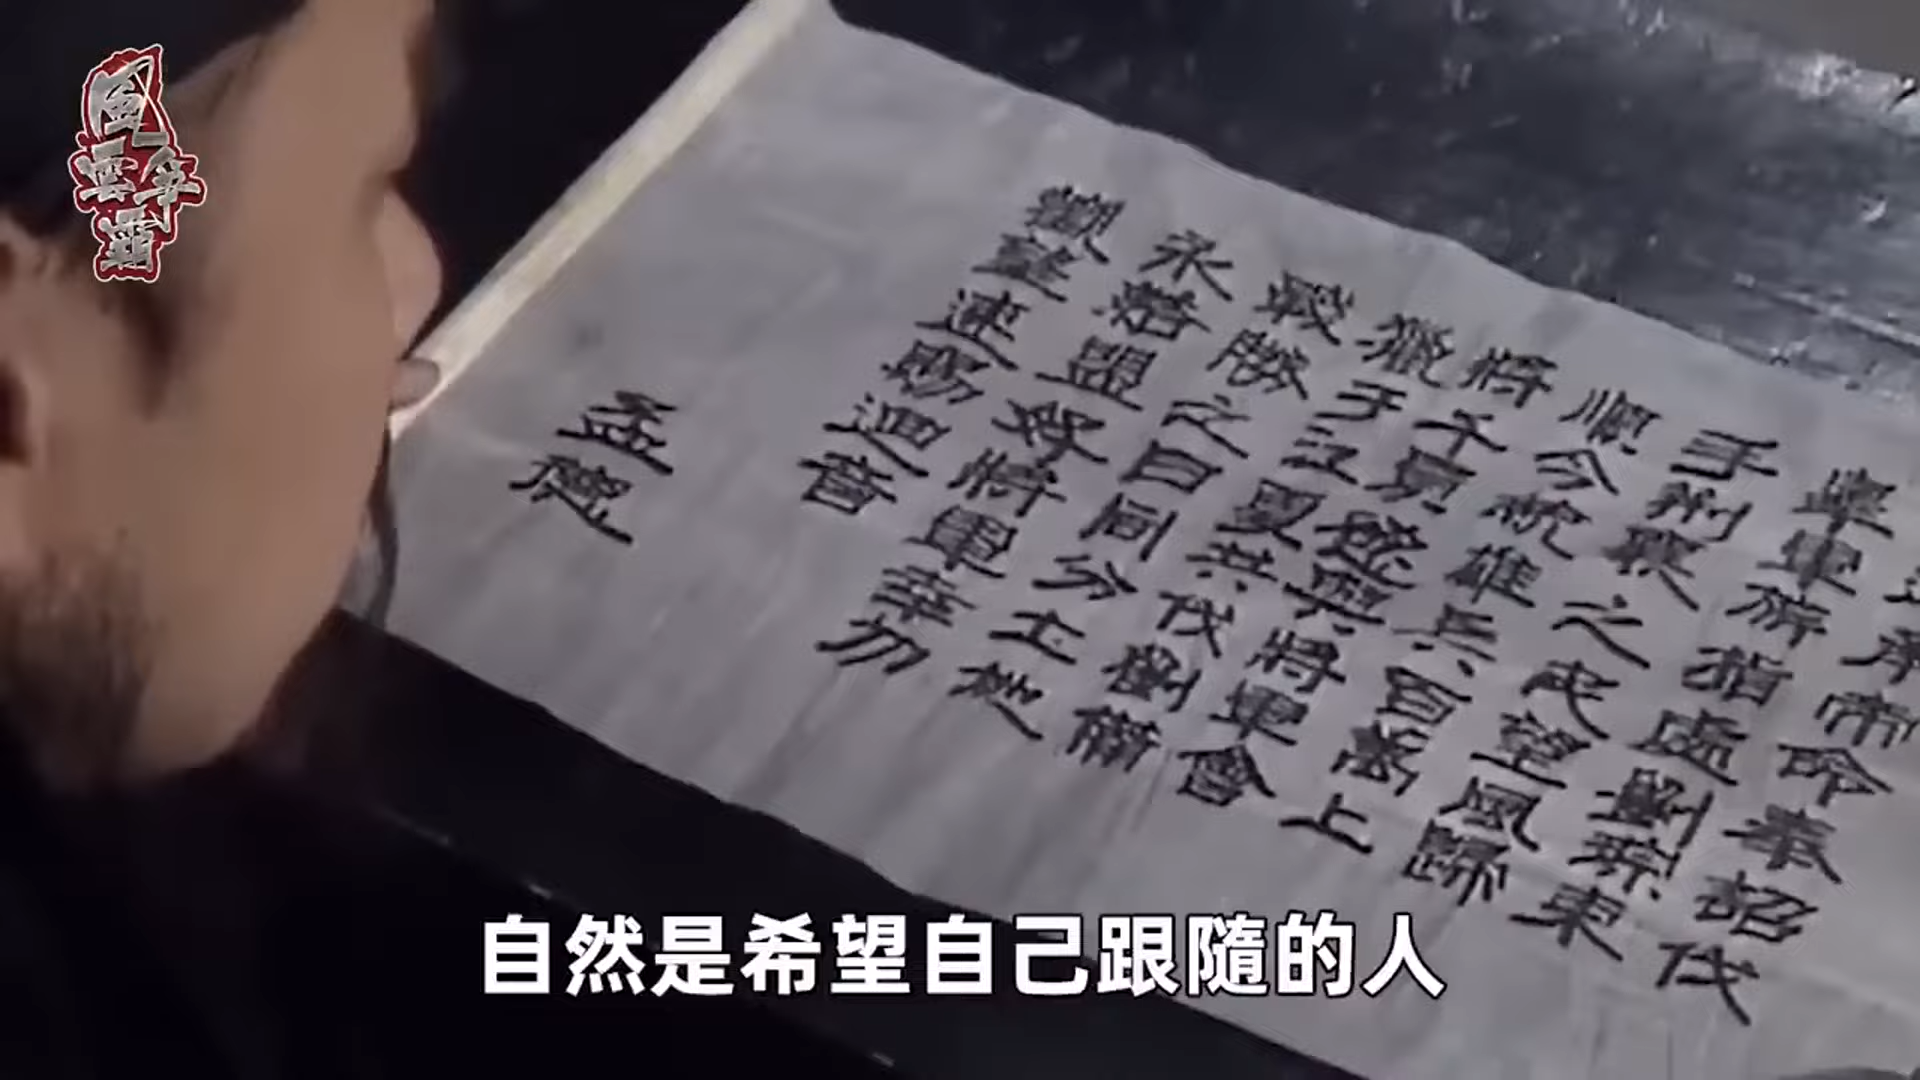 風雲爭霸
承帝命奉詔伐
辠軍旂指處劉琮束
手荊襄之民望風歸
順今統雄兵百萬上
將千員欲與將軍會
獵于江夏共伐劉備
最勝之日同分土地
永結盟好將軍幸勿
觀望速賜迴音
孟德
自然是希望自己跟隨的人